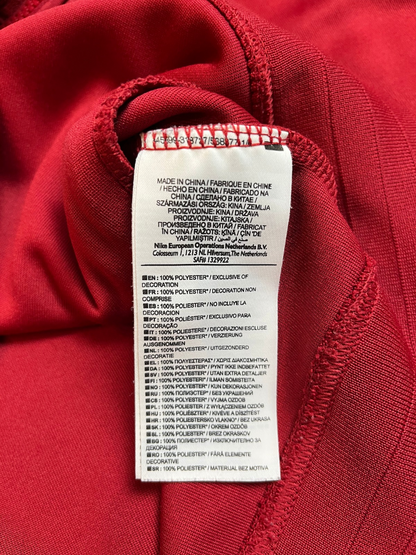 MADE IN CHINA / FABRIQUE EN CHINE
/ HECHO EN CHINA / FABRICADO NA
CHINA / СДЕЛАНО В КИТАЕ /
SZÁRMAZÁSI ORSZÁG: KÍNA / ZEMLJA
PROIZVODNJE: KINA / DRŽAVA
PROIZVODNJE: KITAJSKA /
ПРОИЗВЕДЕНО В КИТАЙ / FABRICAT
ÎN CHINA / RAŽOTS: ĶĪNĀ / ÇİN'DE
YAPILMIŞTIR / صنع في الصين
Nike European Operations Netherlands B.V.
Colosseum 1, 1213 NL Hilversum, The Netherlands
SAF# 1329922
EN : 100% POLYESTER* / EXCLUSIVE OF
DECORATION
FR : 100% POLYESTER* / DECORATION NON
COMPRISE
ES : 100% POLIÉSTER* / NO INCLUYE LA
DECORACION
PT : 100% POLIÉSTER* / EXCLUSIVO PARA
DECORAÇÃO
IT : 100% POLIESTERE* / DECORAZIONI ESCLUSE
DE : 100% POLYESTER* / VERZIERUNG
AUSGENOMMEN
NL : 100% POLYESTER* / UITGEZONDERD
DECORATIE
EL : 100% ΠΟΛΥΕΣΤΕΡΑΣ* / ΧΩΡΙΣ ΔΙΑΚΟΣΜΗΤΙΚΑ
DA : 100% POLYESTER* / PYNT IKKE INDBEFATTET
SV : 100% POLYESTER* / UTAN EXTRA DETALJER
FI : 100% POLYESTERI* / ILMAN SOMISTEITA
NO : 100% POLYESTER* / KUN DEKORASJONEN
RU : 100% ПОЛИЭСТЕР* / БЕЗ УКРАШЕНИЙ
CS : 100% POLYESTER* / VYJMA OZDOB
PL : 100% POLIESTER* / Z WYŁĄCZENIEM OZDÓB
HU : 100% POLIÉSZTER* / KIVÉVE A DÍSZÍTÉST
HR : 100% POLIESTERSKO VLAKNO* / BEZ UKRASA
SK : 100% POLYESTER* / OKREM OZDÔB
SL : 100% POLIESTER* / BREZ OKRASKOV
BG : 100% ПОЛИЕСТЕР* / ИЗКЛЮЧИТЕЛНО ЗА
ДЕКОРАЦИЯ
RO : 100% POLIESTER* / FĂRĂ ELEMENTE
DECORATIVE
SR : 100% POLIESTER* / MATERIJAL BEZ MOTIVA